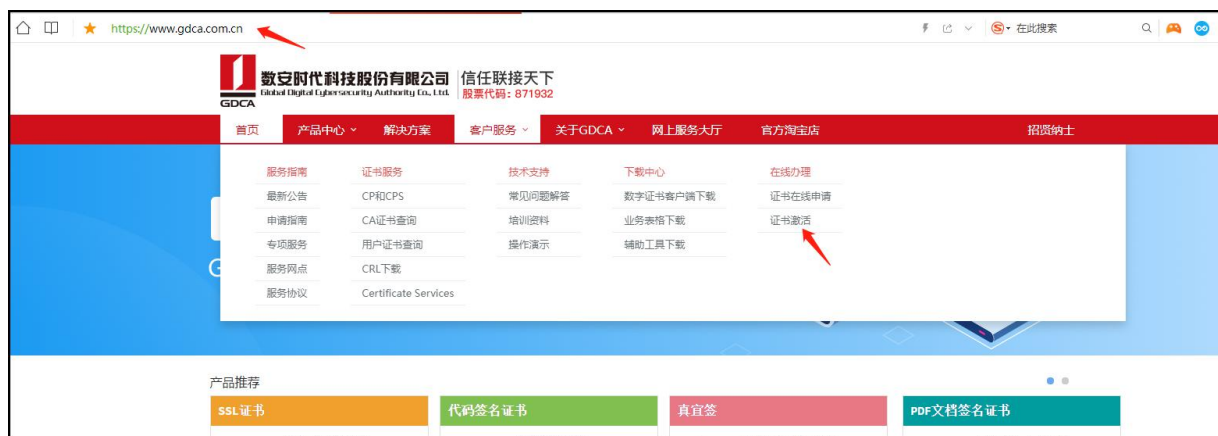 https://www.gdca.com.cn
在此搜索
数安时代科技股份有限公司
Global Digital Cybersecurity Authority Co., Ltd.
GDCA
信任联接天下
股票代码：871932
首页 产品中心 解决方案 客户服务 关于GDCA 网上服务大厅 官方淘宝店 招贤纳士
服务指南 证书服务 技术支持 下载中心 在线办理
最新公告 CP和CPS 常见问题解答 数字证书客户端下载 证书在线申请
申请指南 CA证书查询 培训资料 业务表格下载 证书激活
专项服务 用户证书查询 操作演示 辅助工具下载
服务网点 CRL下载
服务协议 Certificate Services
G
产品推荐
SSL证书 代码签名证书 真宜签 PDF文档签名证书